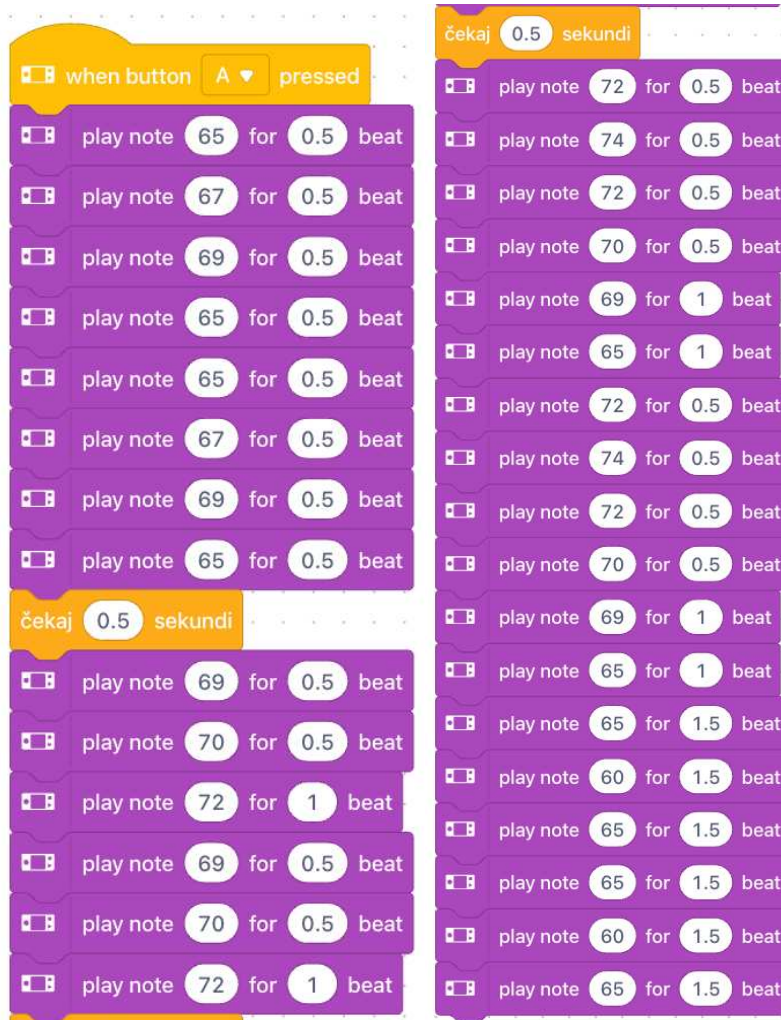 when button A pressed
play note 65 for 0.5 beat
play note 67 for 0.5 beat
play note 69 for 0.5 beat
play note 65 for 0.5 beat
play note 65 for 0.5 beat
play note 67 for 0.5 beat
play note 69 for 0.5 beat
play note 65 for 0.5 beat
čekaj 0.5 sekundi
play note 69 for 0.5 beat
play note 70 for 0.5 beat
play note 72 for 1 beat
play note 69 for 0.5 beat
play note 70 for 0.5 beat
play note 72 for 1 beat
čekaj 0.5 sekundi
play note 72 for 0.5 beat
play note 74 for 0.5 beat
play note 72 for 0.5 beat
play note 70 for 0.5 beat
play note 69 for 1 beat
play note 65 for 1 beat
play note 72 for 0.5 beat
play note 74 for 0.5 beat
play note 72 for 0.5 beat
play note 70 for 0.5 beat
play note 69 for 1 beat
play note 65 for 1 beat
play note 65 for 1.5 beat
play note 60 for 1.5 beat
play note 65 for 1.5 beat
play note 65 for 1.5 beat
play note 60 for 1.5 beat
play note 65 for 1.5 beat